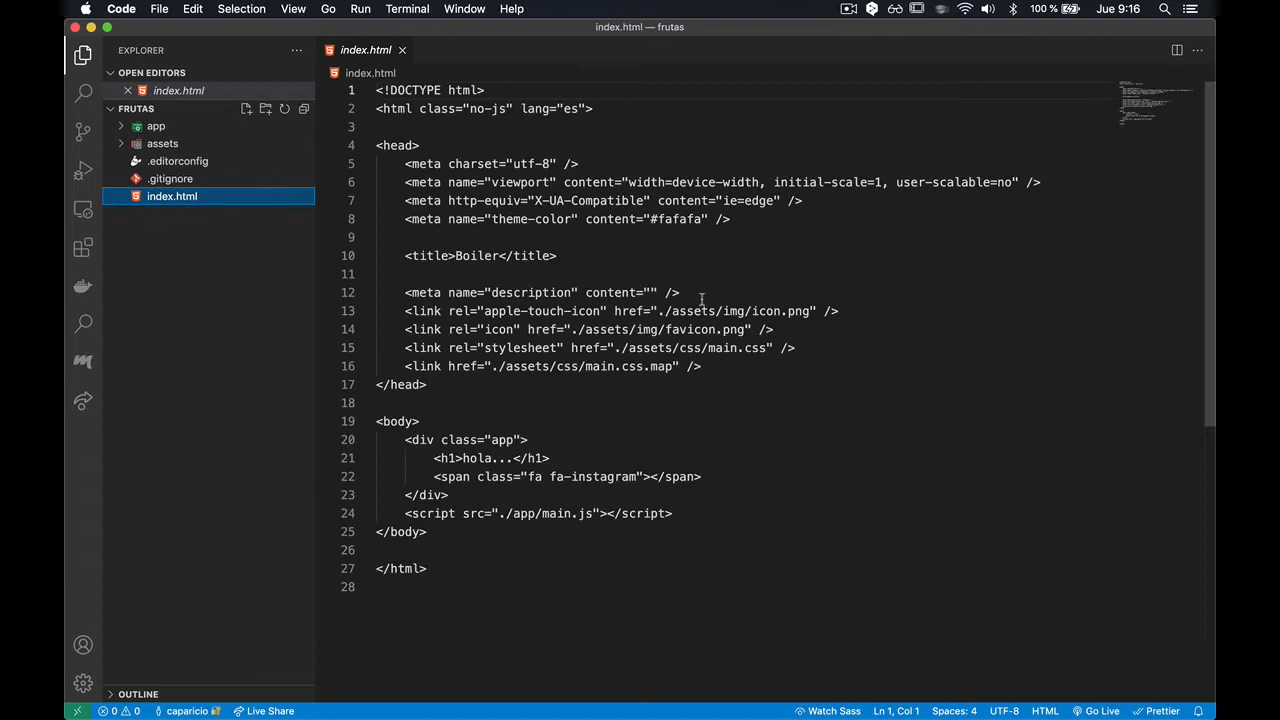 Code File Edit Selection View Go Run Terminal Window Help 100 % Jue 9:16
index.html — frutas
EXPLORER
index.html
OPEN EDITORS
index.html
index.html
FRUTAS
app
assets
.editorconfig
.gitignore
index.html
1 <!DOCTYPE html>
2 <html class="no-js" lang="es">
3
4 <head>
5 <meta charset="utf-8" />
6 <meta name="viewport" content="width=device-width, initial-scale=1, user-scalable=no" />
7 <meta http-equiv="X-UA-Compatible" content="ie=edge" />
8 <meta name="theme-color" content="#fafafa" />
9
10 <title>Boiler</title>
11
12 <meta name="description" content="" />
13 <link rel="apple-touch-icon" href="./assets/img/icon.png" />
14 <link rel="icon" href="./assets/img/favicon.png" />
15 <link rel="stylesheet" href="./assets/css/main.css" />
16 <link href="./assets/css/main.css.map" />
17 </head>
18
19 <body>
20 <div class="app">
21 <h1>hola...</h1>
22 <span class="fa fa-instagram"></span>
23 </div>
24 <script src="./app/main.js"></script>
25 </body>
26
27 </html>
28
OUTLINE
0 0 caparicio Live Share Watch Sass Ln 1, Col 1 Spaces: 4 UTF-8 HTML Go Live Prettier